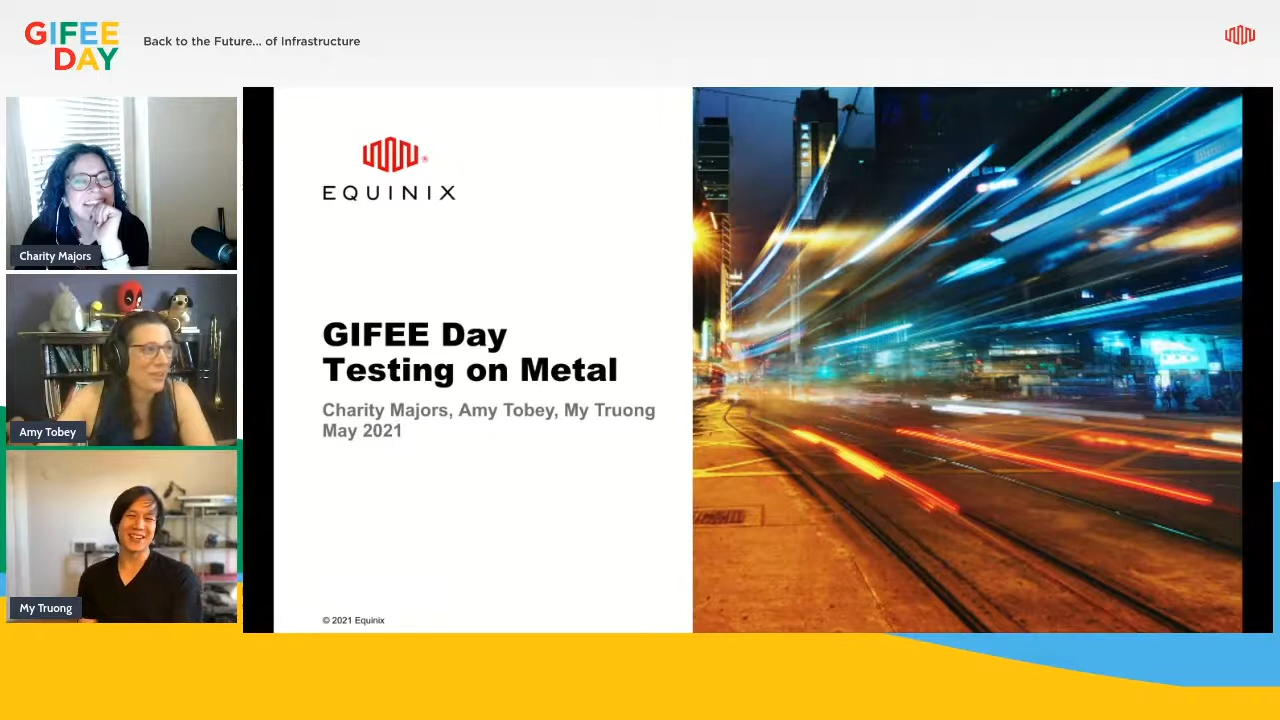 GIFEE
DAY
Back to the Future... of Infrastructure
Charity Majors
Amy Tobey
My Truong
EQUINIX
GIFEE Day
Testing on Metal
Charity Majors, Amy Tobey, My Truong
May 2021
© 2021 Equinix